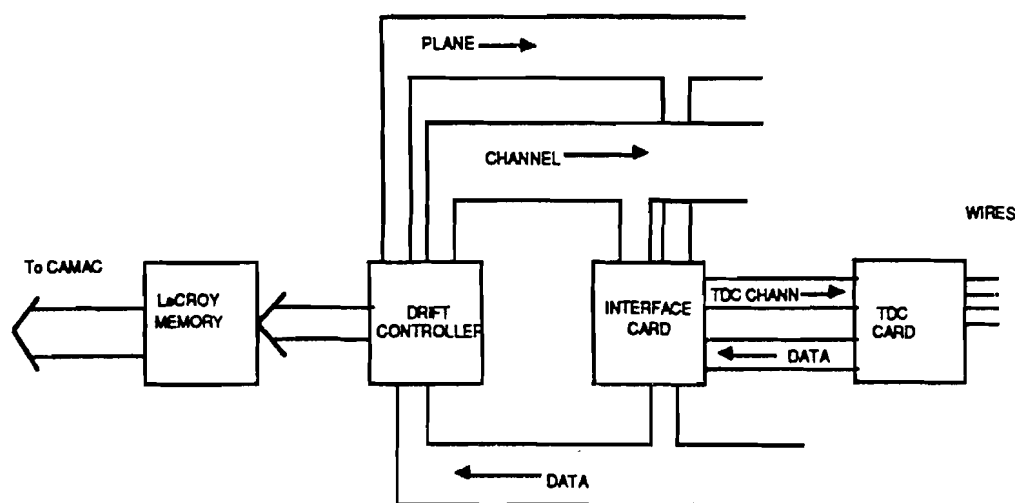 PLANE
CHANNEL
WIRES
To CAMAC
LeCROY
MEMORY
DRIFT
CONTROLLER
INTERFACE
CARD
TDC CHANN
TDC
CARD
DATA
DATA